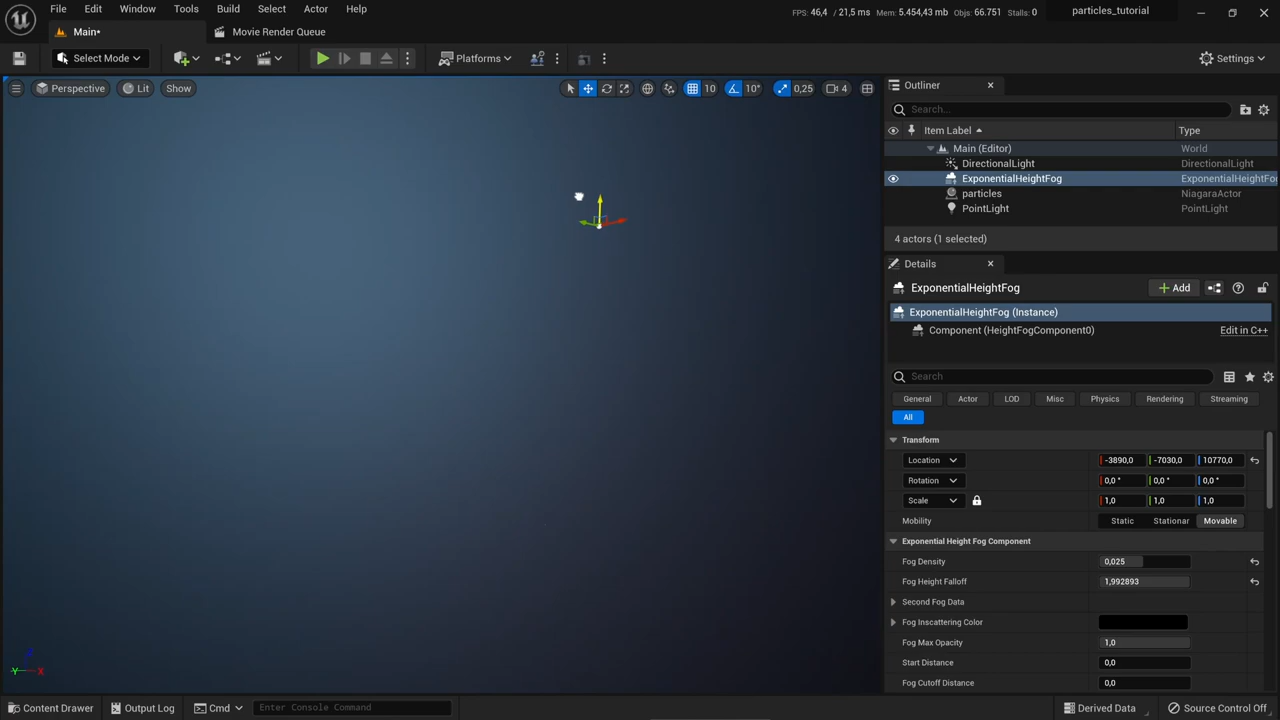 File Edit Window Tools Build Select Actor Help
FPS: 46,4 / 21,5 ms Mem: 5.454,43 mb Objs: 66.751 Stalls: 0
particles_tutorial
Main•
Movie Render Queue
Select Mode
Platforms
Settings
Perspective
Lit
Show
10
10°
0,25
4
Outliner
Search...
Item Label
Type
Main (Editor) World
DirectionalLight DirectionalLight
ExponentialHeightFog ExponentialHeightFo
particles NiagaraActor
PointLight PointLight
4 actors (1 selected)
Details
ExponentialHeightFog
Add
ExponentialHeightFog (Instance)
Component (HeightFogComponent0) Edit in C++
Search
General Actor LOD Misc Physics Rendering Streaming
All
Transform
Location -3890,0 -7030,0 10770,0
Rotation 0,0 ° 0,0 ° 0,0 °
Scale 1,0 1,0 1,0
Mobility Static Stationar Movable
Exponential Height Fog Component
Fog Density 0,025
Fog Height Falloff 1,992893
Second Fog Data
Fog Inscattering Color
Fog Max Opacity 1,0
Start Distance 0,0
Fog Cutoff Distance 0,0
Z
Y X
Content Drawer
Output Log
Cmd
Enter Console Command
Derived Data
Source Control Off